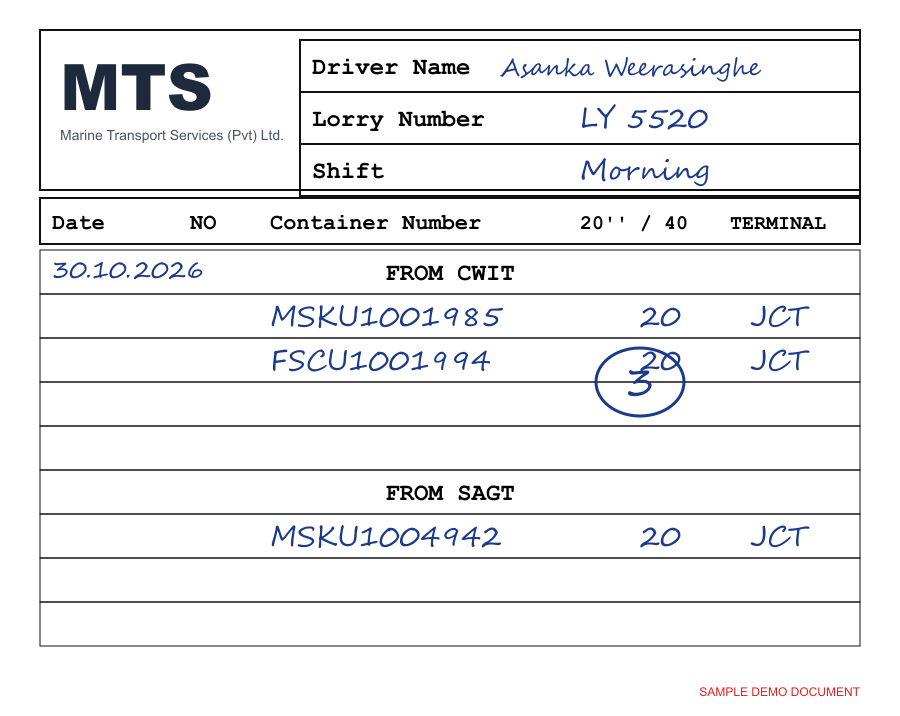 MTS
Marine Transport Services (Pvt) Ltd.
Driver Name Asanka Weerasinghe
Lorry Number LY 5520
Shift Morning
Date NO Container Number 20'' / 40 TERMINAL
30.10.2026 FROM CWIT
MSKU1001985 20 JCT
FSCU1001994 20 JCT
3
FROM SAGT
MSKU1004942 20 JCT
SAMPLE DEMO DOCUMENT